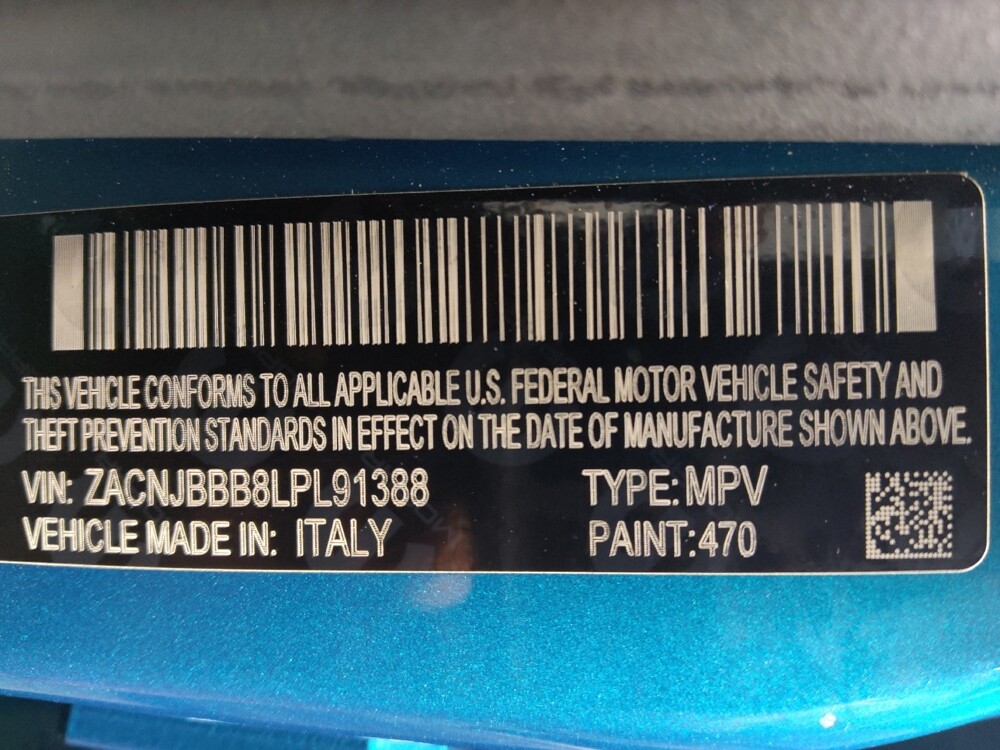 THIS VEHICLE CONFORMS TO ALL APPLICABLE U.S. FEDERAL MOTOR VEHICLE SAFETY AND
THEFT PREVENTION STANDARDS IN EFFECT ON THE DATE OF MANUFACTURE SHOWN ABOVE.
VIN: ZACNJBBB8LPL91388 TYPE: MPV
VEHICLE MADE IN: ITALY PAINT: 470